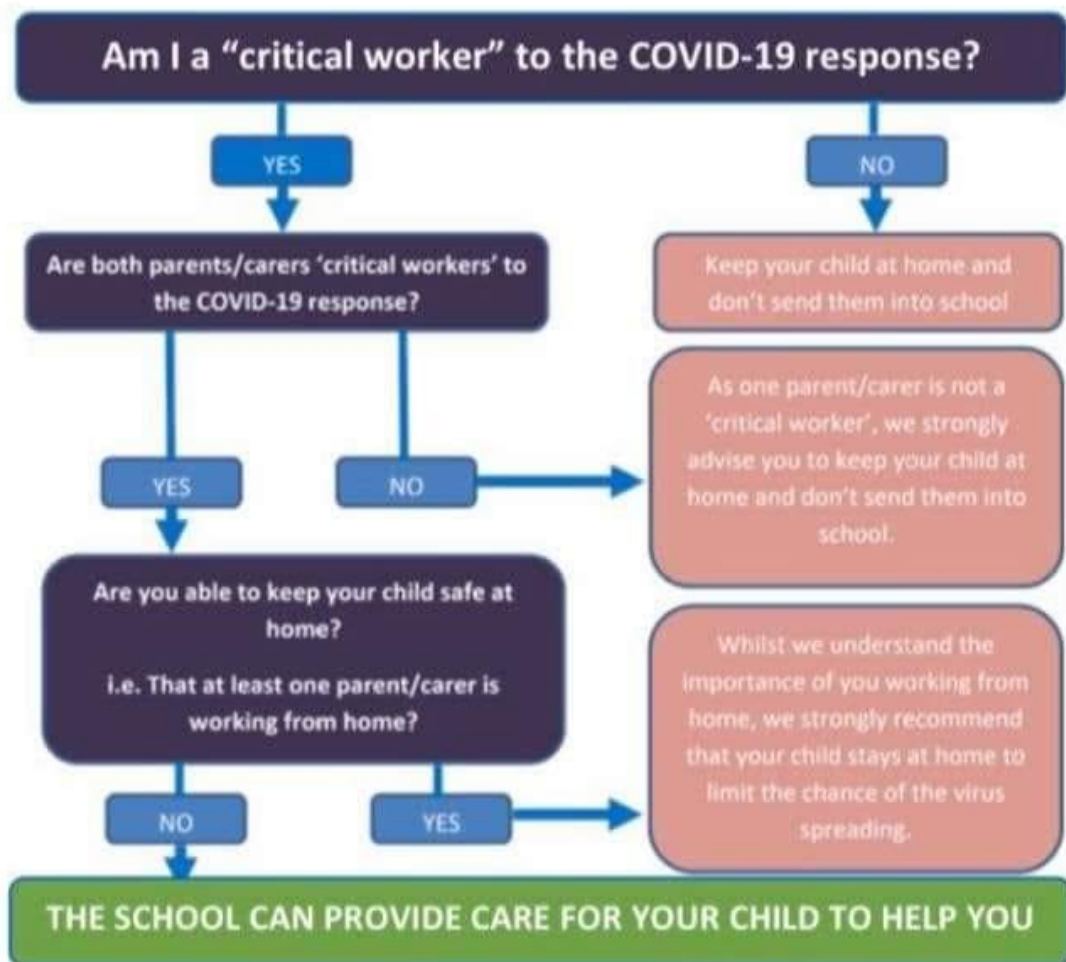 Am I a “critical worker” to the COVID-19 response?
YES
NO
Are both parents/carers ‘critical workers’ to
the COVID-19 response?
Keep your child at home and
don’t send them into school
As one parent/carer is not a
‘critical worker’, we strongly
advise you to keep your child at
home and don’t send them into
school.
YES
NO
Are you able to keep your child safe at
home?
i.e. That at least one parent/carer is
working from home?
Whilst we understand the
importance of you working from
home, we strongly recommend
that your child stays at home to
limit the chance of the virus
spreading.
NO
YES
THE SCHOOL CAN PROVIDE CARE FOR YOUR CHILD TO HELP YOU